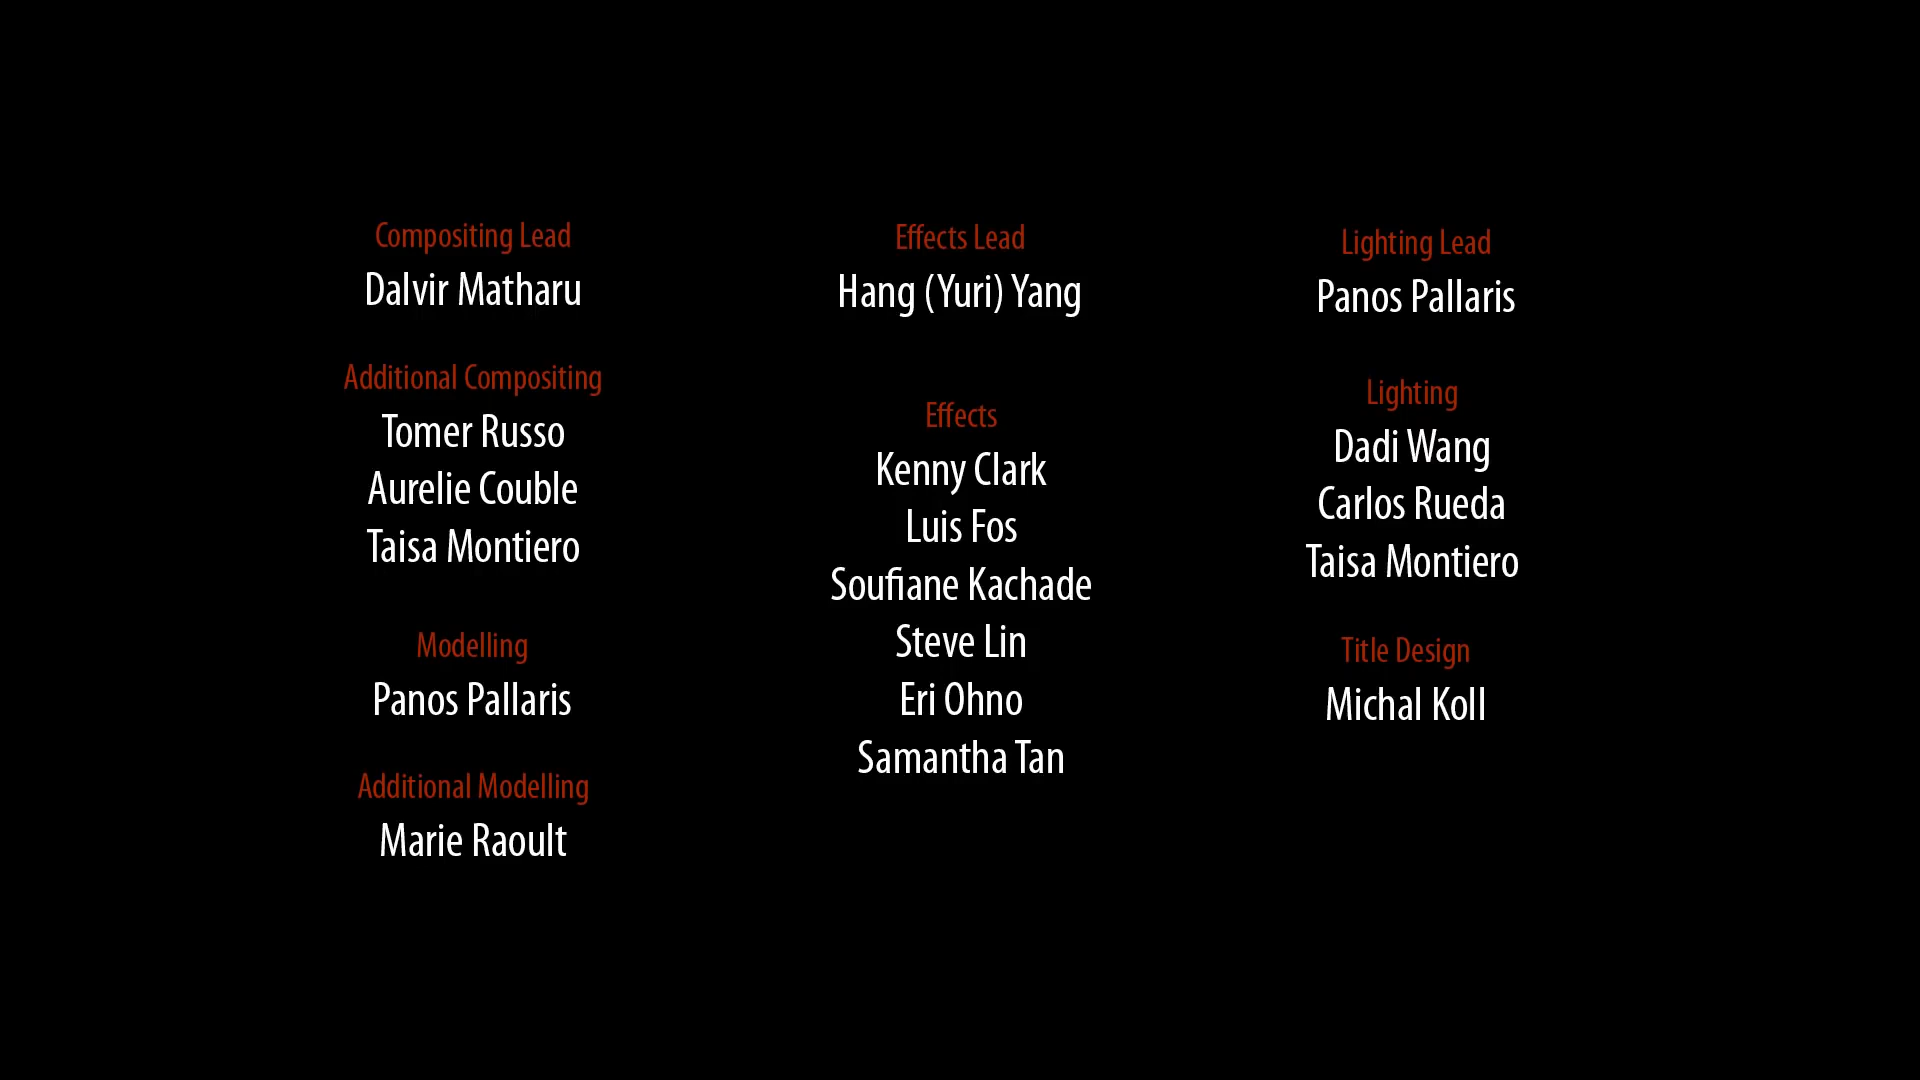 Compositing Lead
Dalvir Matharu
Additional Compositing
Tomer Russo
Aurelie Couble
Taisa Montiero
Modelling
Panos Pallaris
Additional Modelling
Marie Raoult
Effects Lead
Hang (Yuri) Yang
Effects
Kenny Clark
Luis Fos
Soufiane Kachade
Steve Lin
Eri Ohno
Samantha Tan
Lighting Lead
Panos Pallaris
Lighting
Dadi Wang
Carlos Rueda
Taisa Montiero
Title Design
Michal Koll